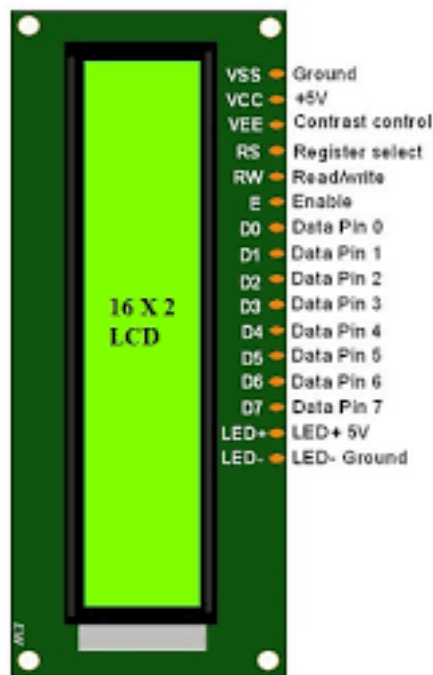 VSS Ground
VCC +5V
VEE Contrast control
RS Register select
RW Read/write
E Enable
D0 Data Pin 0
D1 Data Pin 1
D2 Data Pin 2
D3 Data Pin 3
D4 Data Pin 4
D5 Data Pin 5
D6 Data Pin 6
D7 Data Pin 7
LED+ LED+ 5V
LED- LED- Ground
16 X 2
LCD
EW